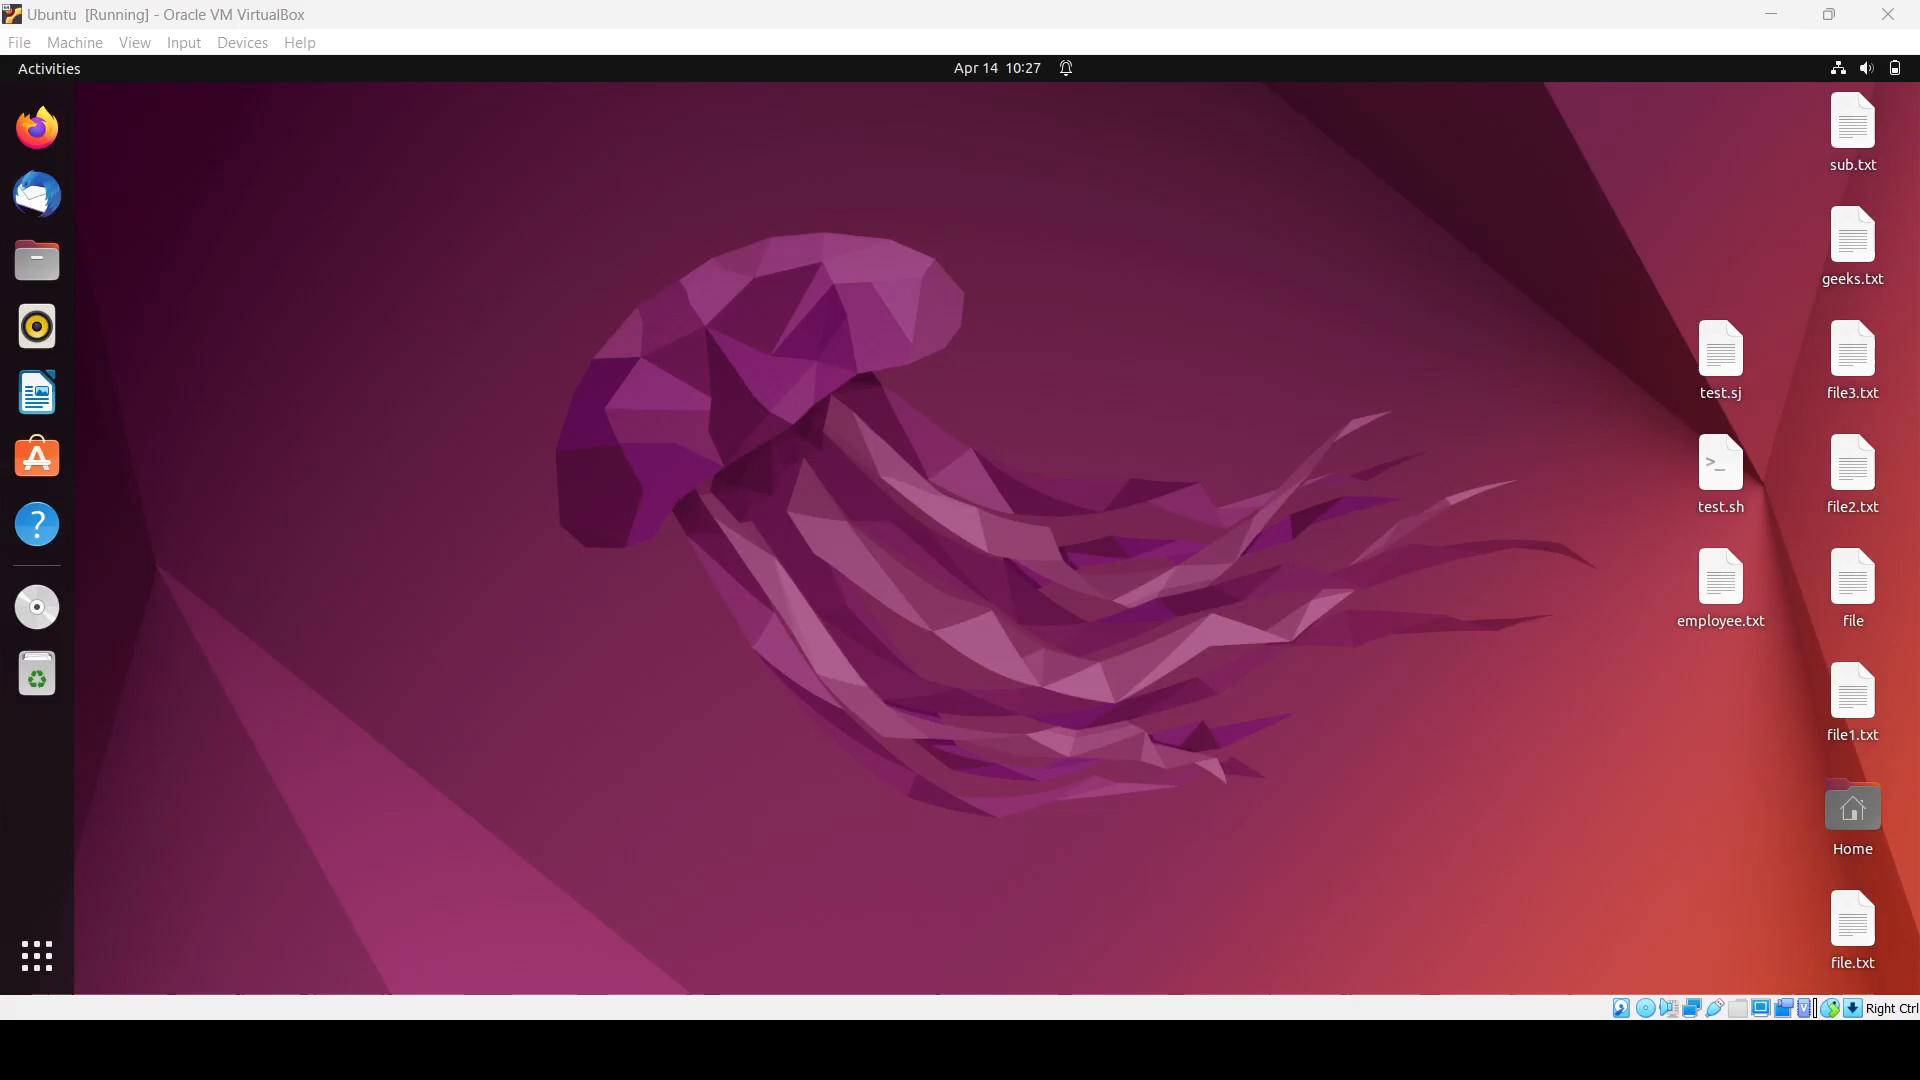 Ubuntu [Running] - Oracle VM VirtualBox
File Machine View Input Devices Help
Activities
Apr 14 10:27
sub.txt
geeks.txt
test.sj
file3.txt
test.sh
file2.txt
employee.txt
file
file1.txt
Home
file.txt
Right Ctrl